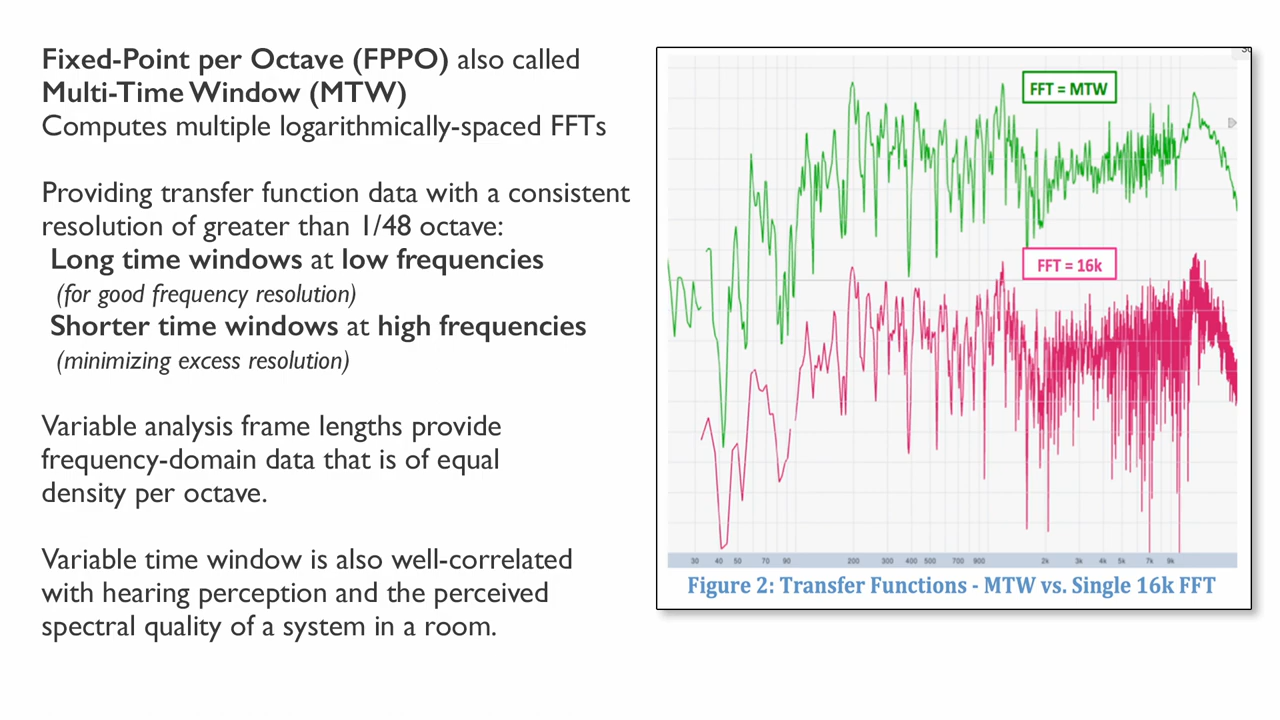 Fixed-Point per Octave (FPPO) also called
Multi-Time Window (MTW)
Computes multiple logarithmically-spaced FFTs
Providing transfer function data with a consistent
resolution of greater than 1/48 octave:
Long time windows at low frequencies
(for good frequency resolution)
Shorter time windows at high frequencies
(minimizing excess resolution)
Variable analysis frame lengths provide
frequency-domain data that is of equal
density per octave.
Variable time window is also well-correlated
with hearing perception and the perceived
spectral quality of a system in a room.
FFT = MTW
FFT = 16k
30 40 50 70 90 200 300 400 500 700 900 2k 3k 4k 5k 7k 9k
Figure 2: Transfer Functions - MTW vs. Single 16k FFT